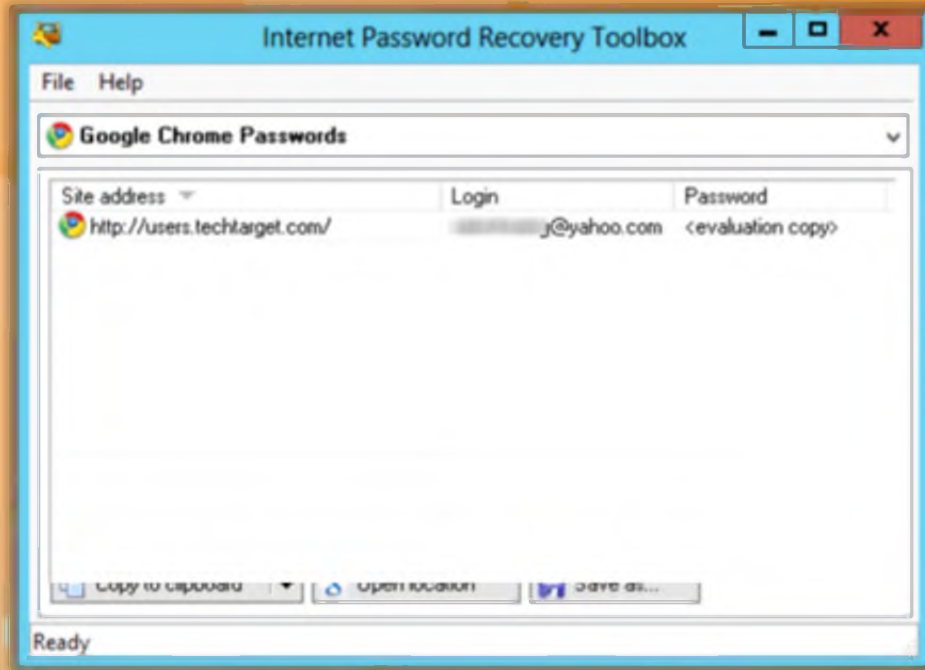 Internet Password Recovery Toolbox
File Help
Google Chrome Passwords
Site address Login Password
http://users.techtarget.com/ j@yahoo.com <evaluation copy>
Copy to clipboard Open location Save as...
Ready